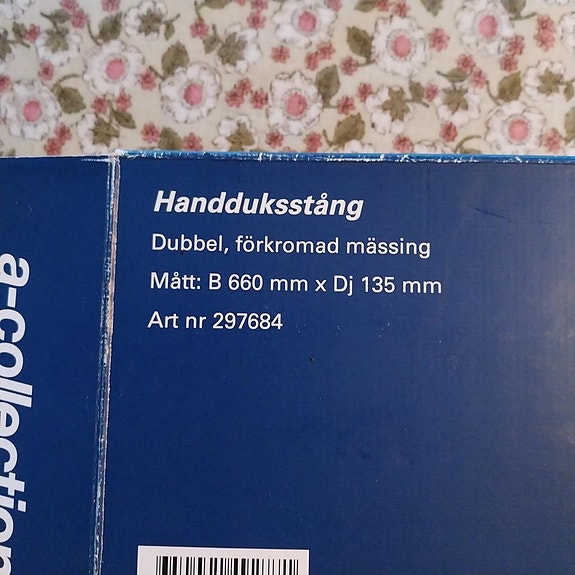 Handduksstång
Dubbel, förkromad mässing
Mått: B 660 mm x Dj 135 mm
Art nr 297684
a-collection